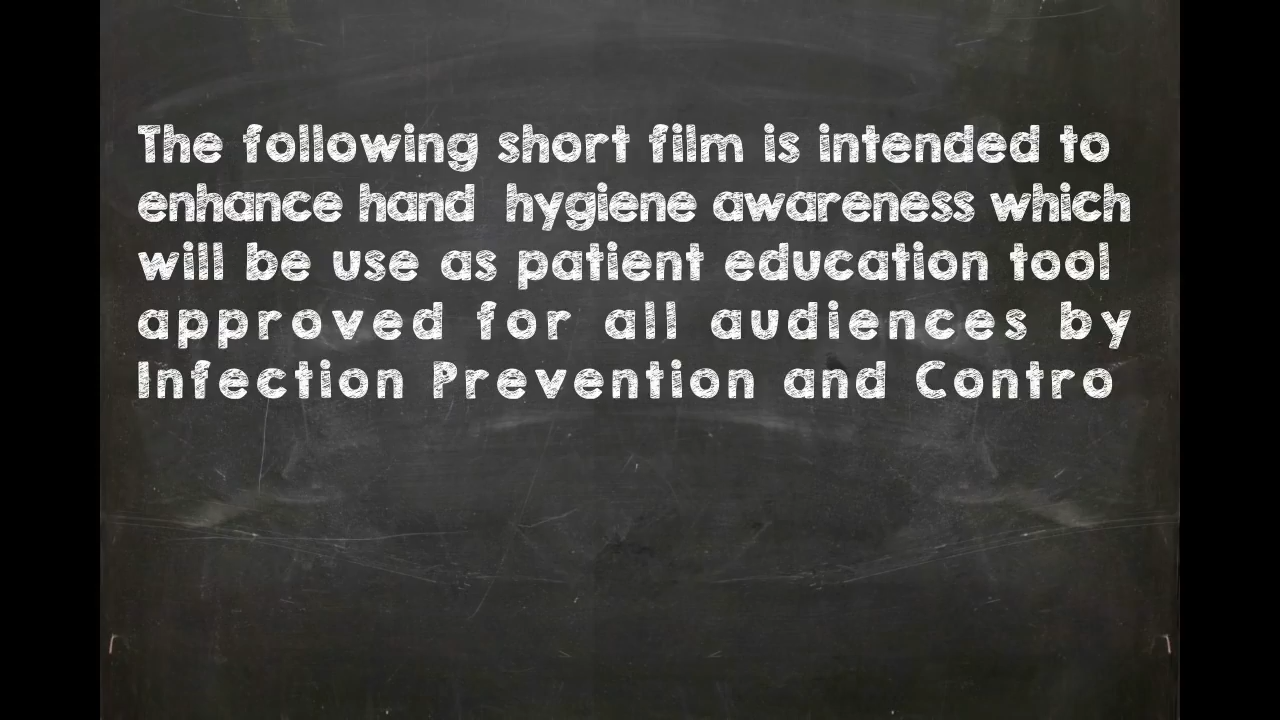 The following short film is intended to
enhance hand  hygiene awareness which
will be use as patient education tool
approved for all audiences by
Infection Prevention and Contro